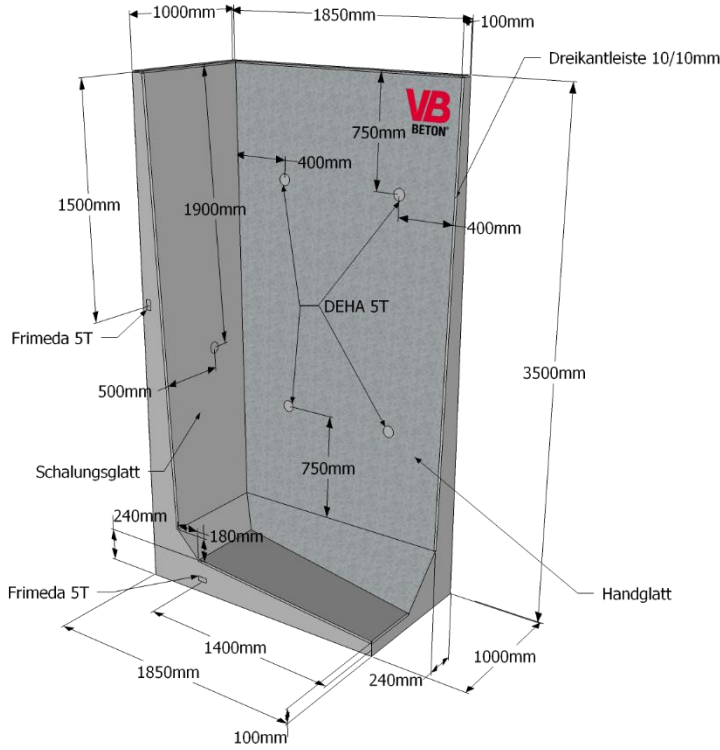 1000mm
1850mm
100mm
Dreikantleiste 10/10mm
VB
BETON®
750mm
400mm
1500mm
1900mm
400mm
DEHA 5T
Frimeda 5T
3500mm
500mm
Schalungsglatt
750mm
240mm
180mm
Frimeda 5T
Handglatt
1400mm
1850mm
1000mm
240mm
100mm